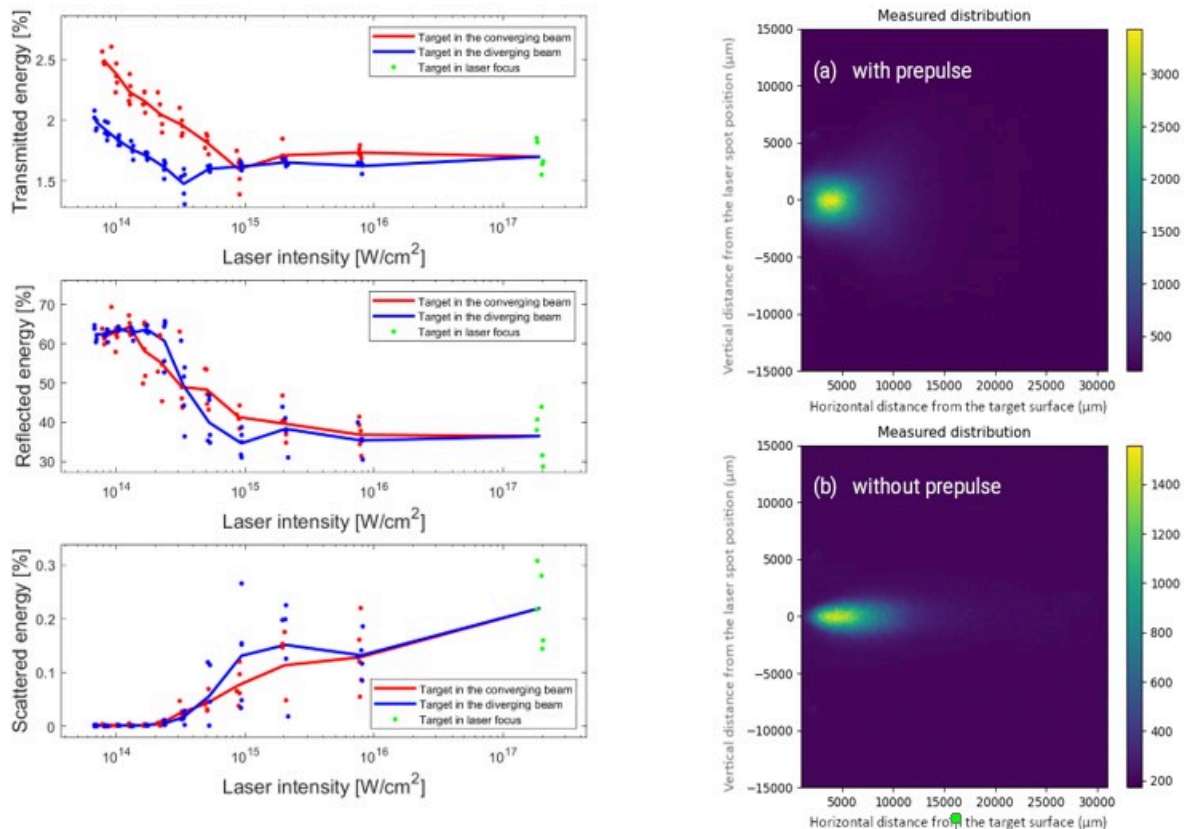 Transmitted energy [%]
2.5
2
1.5
Target in the converging beam
Target in the diverging beam
Target in laser focus
10^14
10^15
10^16
10^17
Laser intensity [W/cm^2]
Reflected energy [%]
70
60
50
40
30
Target in the converging beam
Target in the diverging beam
Target in laser focus
10^14
10^15
10^16
10^17
Laser intensity [W/cm^2]
Scattered energy [%]
0.3
0.2
0.1
0
Target in the converging beam
Target in the diverging beam
Target in laser focus
10^14
10^15
10^16
10^17
Laser intensity [W/cm^2]
Measured distribution
(a) with prepulse
Vertical distance from the laser spot position (μm)
15000
10000
5000
0
−5000
−10000
−15000
5000 10000 15000 20000 25000 30000
Horizontal distance from the target surface (μm)
3000
2500
2000
1500
1000
500
Measured distribution
(b) without prepulse
Vertical distance from the laser spot position (μm)
15000
10000
5000
0
−5000
−10000
−15000
5000 10000 15000 20000 25000 30000
Horizontal distance from the target surface (μm)
1400
1200
1000
800
600
400
200